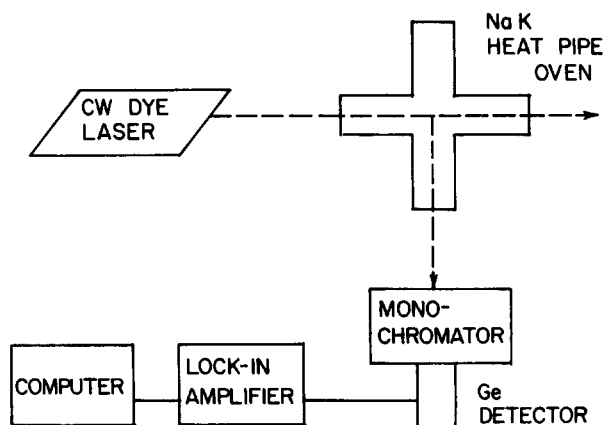 Na K
HEAT PIPE
OVEN
CW DYE
LASER
MONO-
CHROMATOR
COMPUTER
LOCK-IN
AMPLIFIER
Ge
DETECTOR